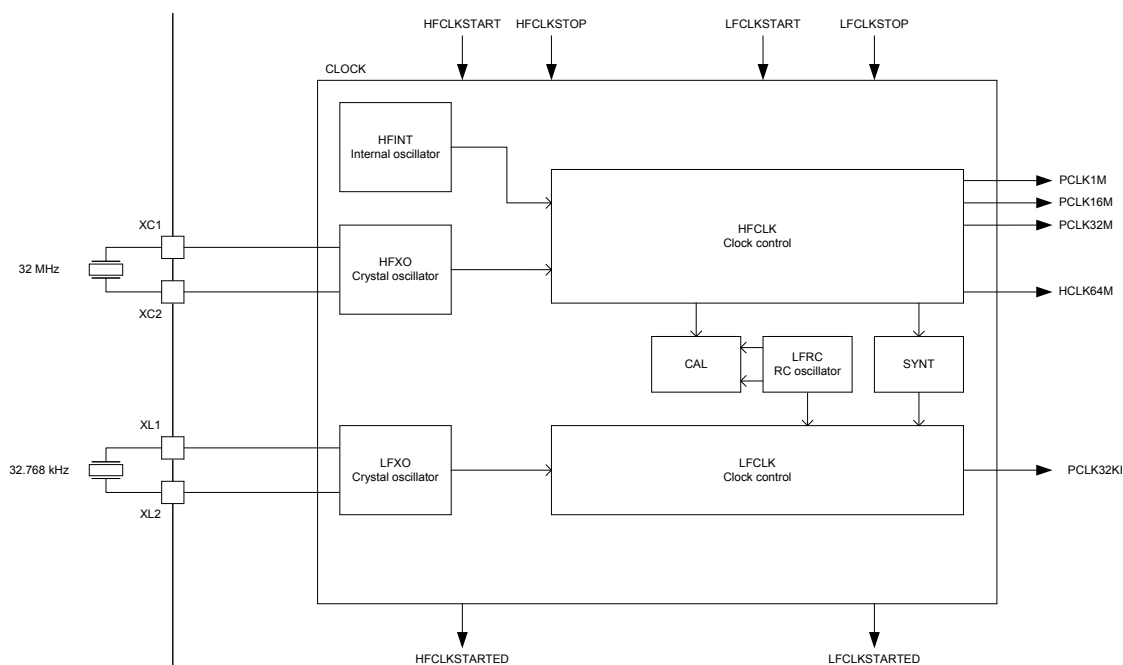 HFCLKSTART
HFCLKSTOP
LFCLKSTART
LFCLKSTOP
CLOCK
HFINT
Internal oscillator
PCLK1M
PCLK16M
PCLK32M
HFCLK
Clock control
XC1
32 MHz
XC2
HFXO
Crystal oscillator
HCLK64M
CAL
LFRC
RC oscillator
SYNT
XL1
32.768 kHz
XL2
LFXO
Crystal oscillator
LFCLK
Clock control
PCLK32KI
HFCLKSTARTED
LFCLKSTARTED